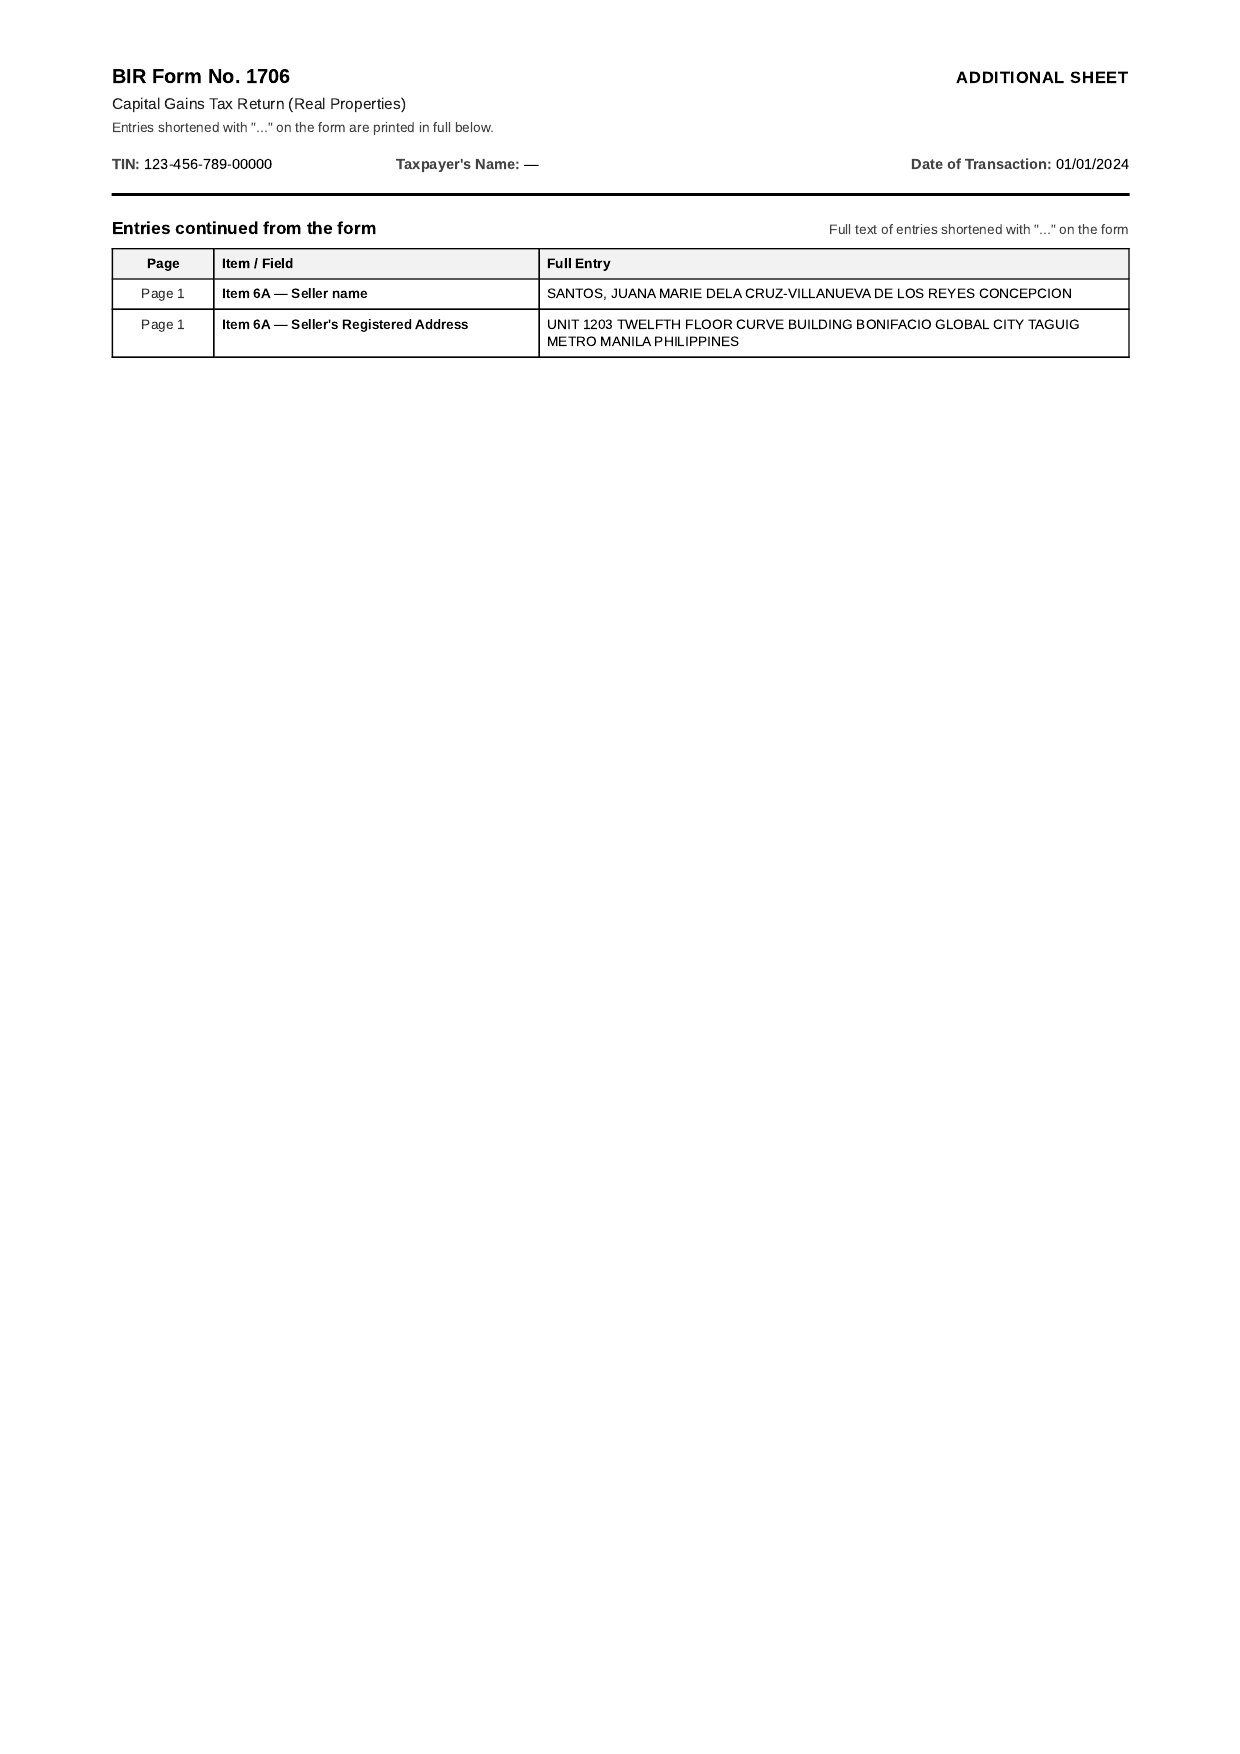 BIR Form No. 1706
ADDITIONAL SHEET
Capital Gains Tax Return (Real Properties)
Entries shortened with "..." on the form are printed in full below.
TIN: 123-456-789-00000 Taxpayer's Name: — Date of Transaction: 01/01/2024
Entries continued from the form
Full text of entries shortened with "..." on the form
Page Item / Field Full Entry
Page 1 Item 6A — Seller name SANTOS, JUANA MARIE DELA CRUZ-VILLANUEVA DE LOS REYES CONCEPCION
Page 1 Item 6A — Seller's Registered Address UNIT 1203 TWELFTH FLOOR CURVE BUILDING BONIFACIO GLOBAL CITY TAGUIG
METRO MANILA PHILIPPINES